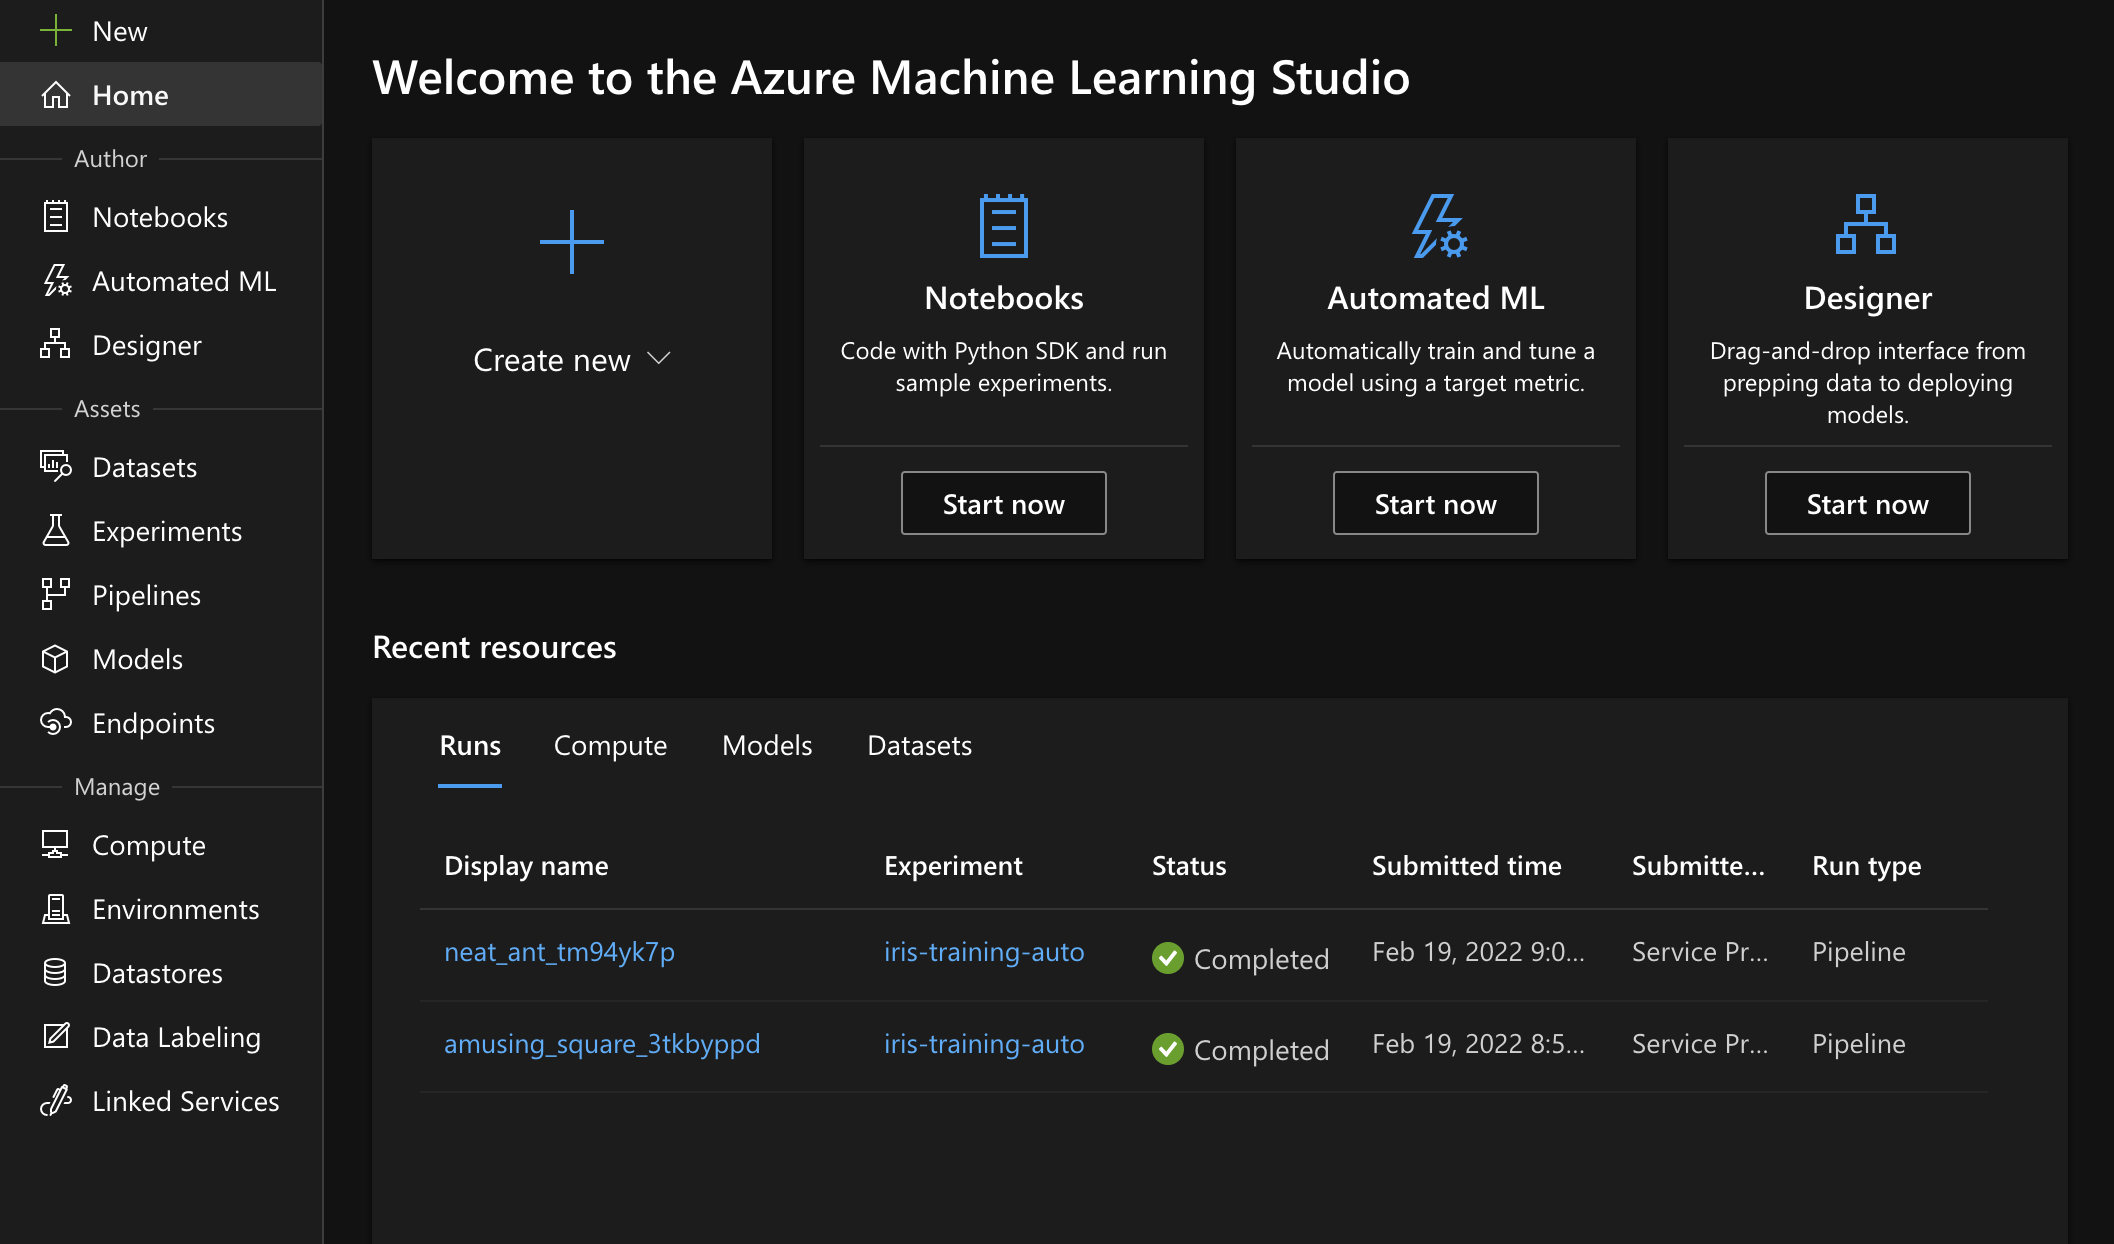 New
Home
Author
Notebooks
Automated ML
Designer
Assets
Datasets
Experiments
Pipelines
Models
Endpoints
Manage
Compute
Environments
Datastores
Data Labeling
Linked Services
Welcome to the Azure Machine Learning Studio
Create new
Notebooks
Code with Python SDK and run
sample experiments.
Start now
Automated ML
Automatically train and tune a
model using a target metric.
Start now
Designer
Drag-and-drop interface from
prepping data to deploying
models.
Start now
Recent resources
Runs Compute Models Datasets
Display name Experiment Status Submitted time Submitte... Run type
neat_ant_tm94yk7p iris-training-auto Completed Feb 19, 2022 9:0... Service Pr... Pipeline
amusing_square_3tkbyppd iris-training-auto Completed Feb 19, 2022 8:5... Service Pr... Pipeline